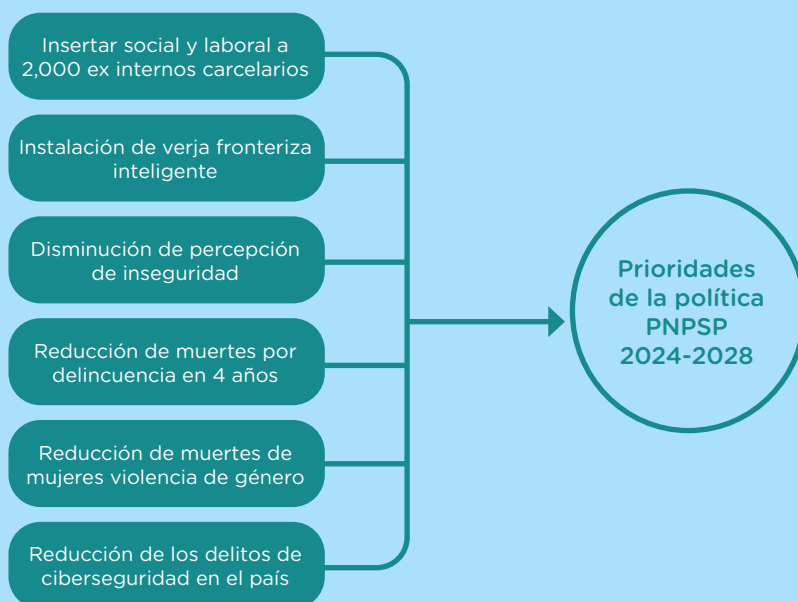 Insertar social y laboral a
2,000 ex internos carcelarios
Instalación de verja fronteriza
inteligente
Disminución de percepción
de inseguridad
Reducción de muertes por
delincuencia en 4 años
Reducción de muertes de
mujeres violencia de género
Reducción de los delitos de
ciberseguridad en el país
Prioridades
de la política
PNPSP
2024-2028